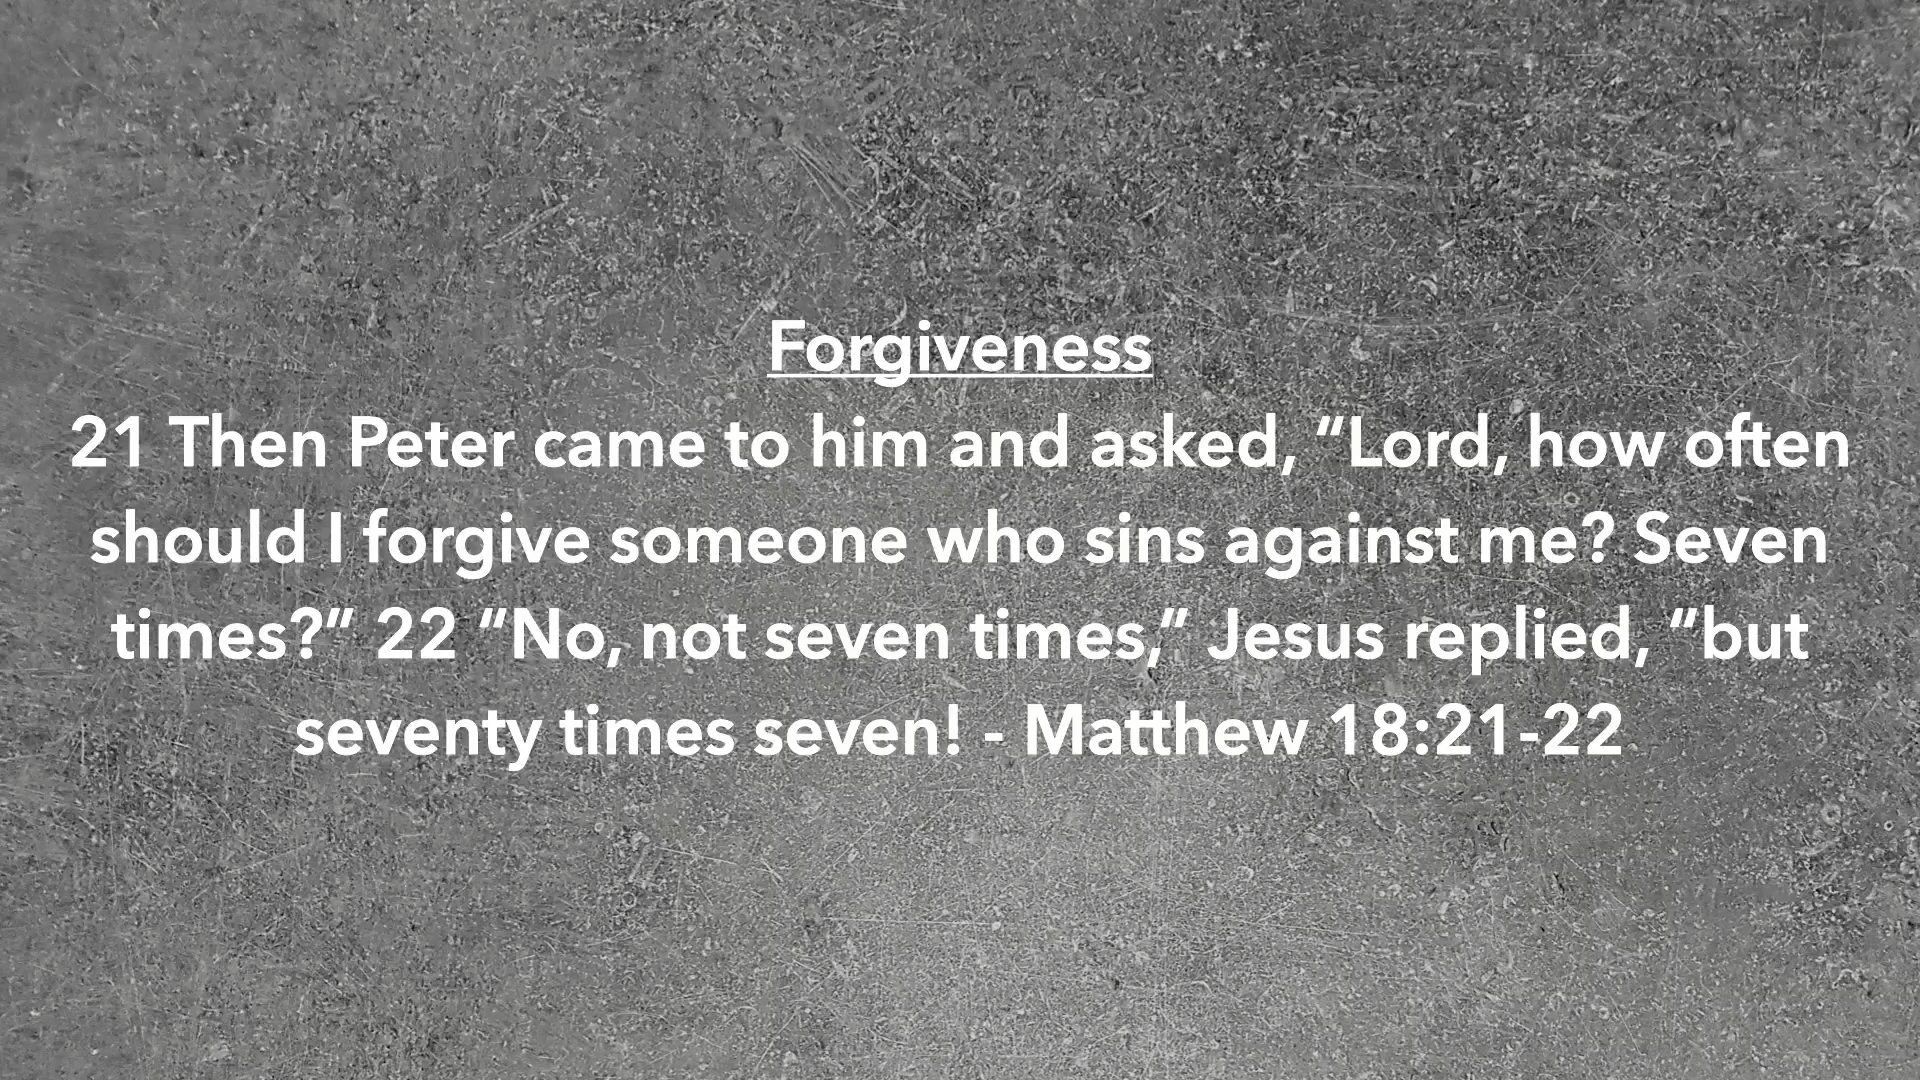 Forgiveness
21 Then Peter came to him and asked, “Lord, how often
should I forgive someone who sins against me? Seven
times?” 22 “No, not seven times,” Jesus replied, “but
seventy times seven! - Matthew 18:21-22